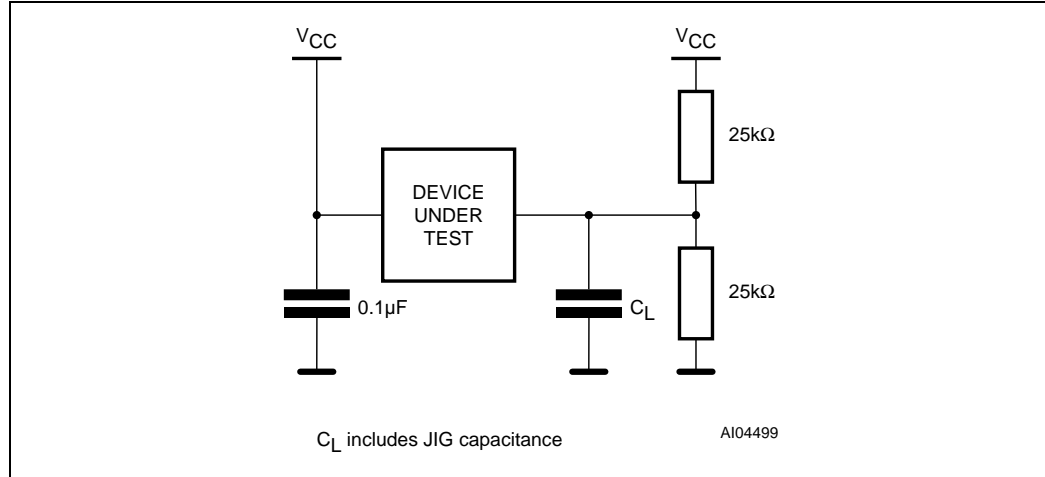 VCC
VCC
25kΩ
DEVICE
UNDER
TEST
0.1µF
CL
25kΩ
CL includes JIG capacitance
AI04499